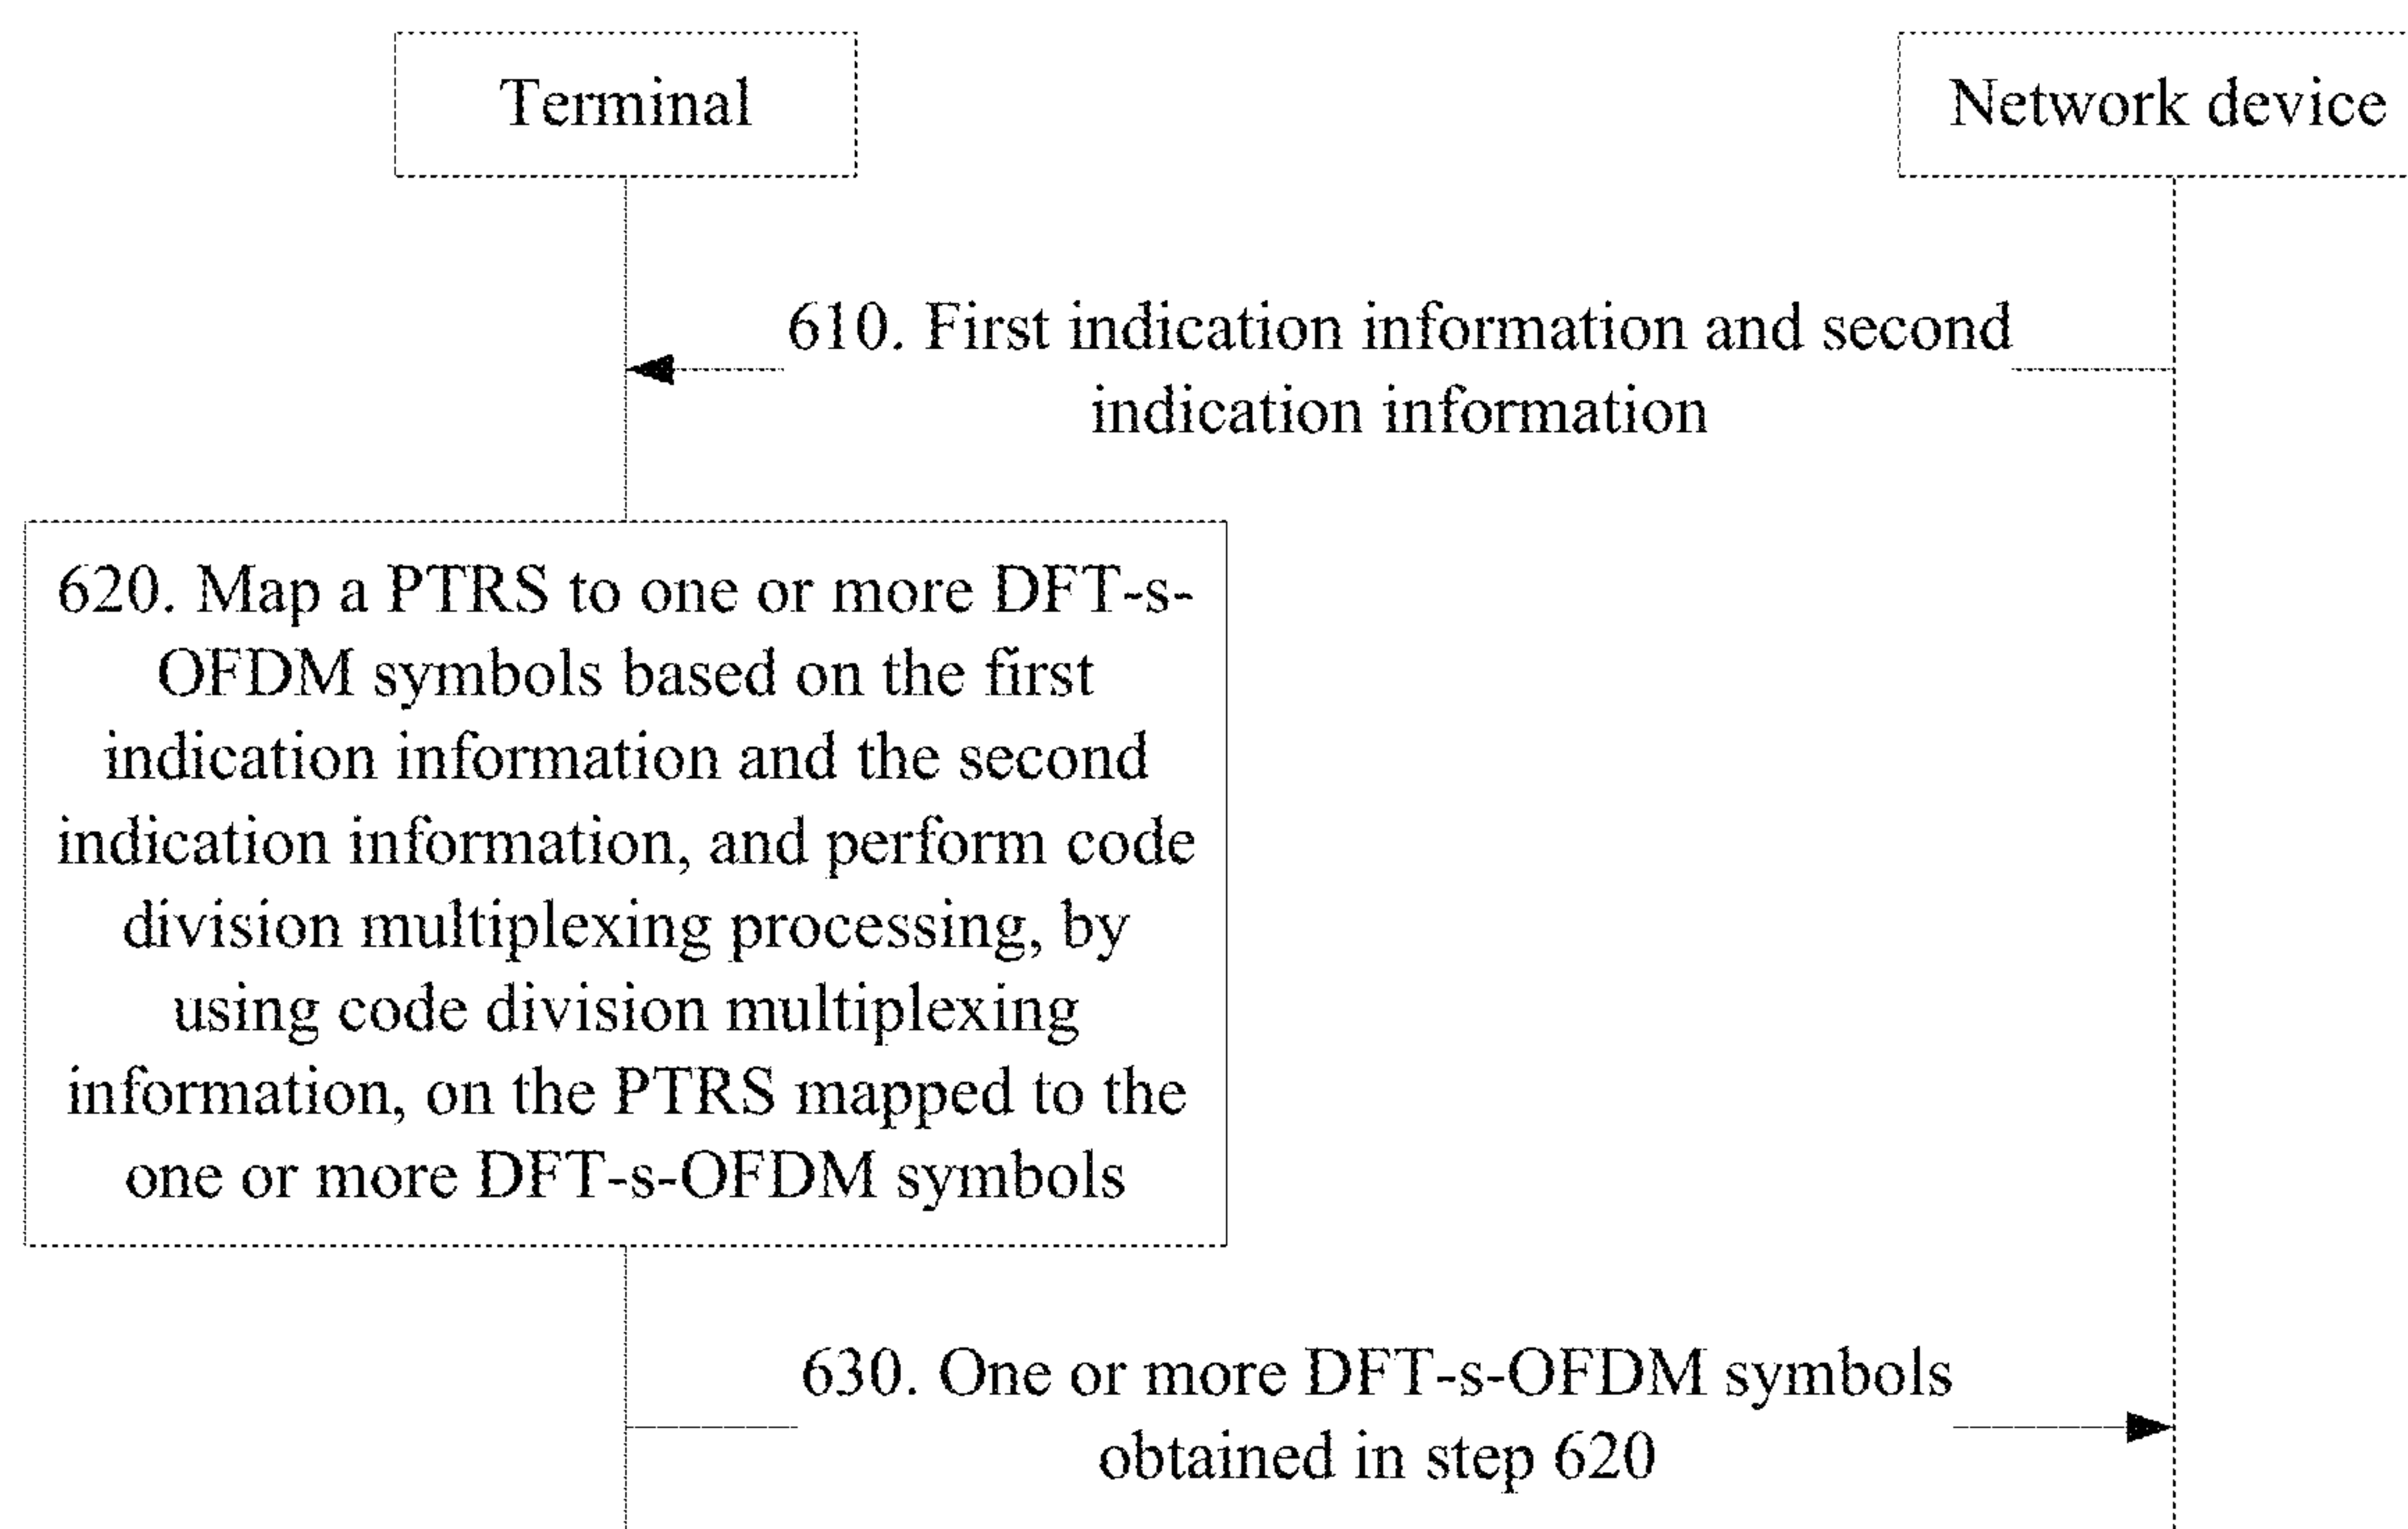 Terminal
Network device
610. First indication information and second
indication information
620. Map a PTRS to one or more DFT-s-
OFDM symbols based on the first
indication information and the second
indication information, and perform code
division multiplexing processing, by
using code division multiplexing
information, on the PTRS mapped to the
one or more DFT-s-OFDM symbols
630. One or more DFT-s-OFDM symbols
obtained in step 620